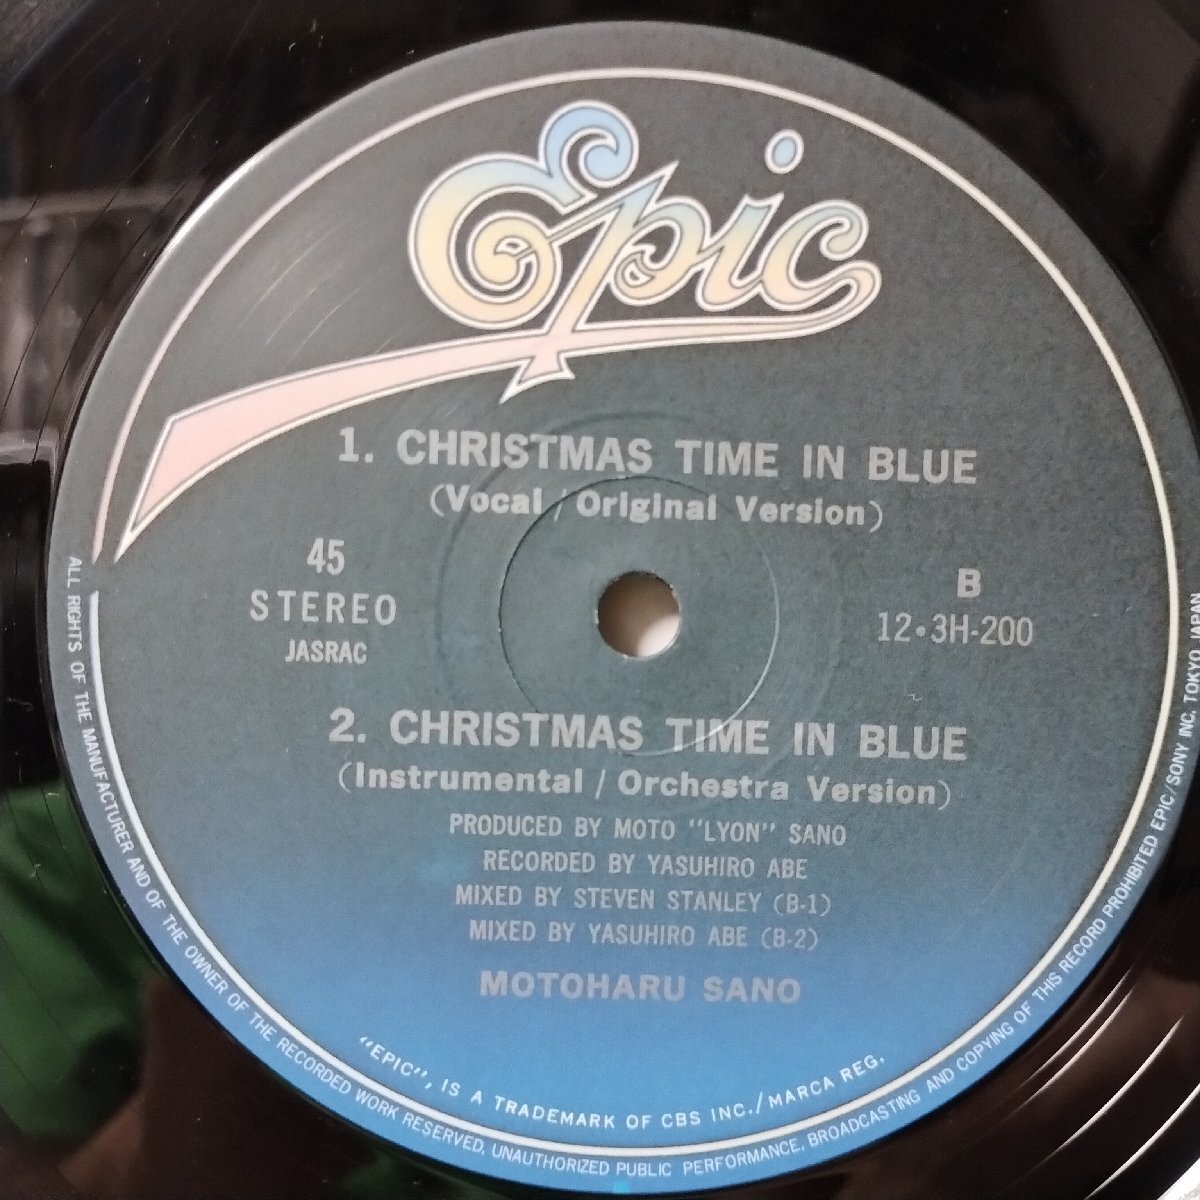 Epic
1. CHRISTMAS TIME IN BLUE
(Vocal / Original Version)
45
STEREO
JASRAC
B
12・3H-200
2. CHRISTMAS TIME IN BLUE
(Instrumental / Orchestra Version)
PRODUCED BY MOTO "LYON" SANO
RECORDED BY YASUHIRO ABE
MIXED BY STEVEN STANLEY (B-1)
MIXED BY YASUHIRO ABE (B-2)
MOTOHARU SANO
"EPIC", IS A TRADEMARK OF CBS INC./MARCA REG.
ALL RIGHTS OF THE MANUFACTURER AND OF THE OWNER OF THE RECORDED WORK RESERVED, UNAUTHORIZED PUBLIC PERFORMANCE, BROADCASTING AND COPYING OF THIS RECORD PROHIBITED EPIC/SONY INC. TOKYO JAPAN